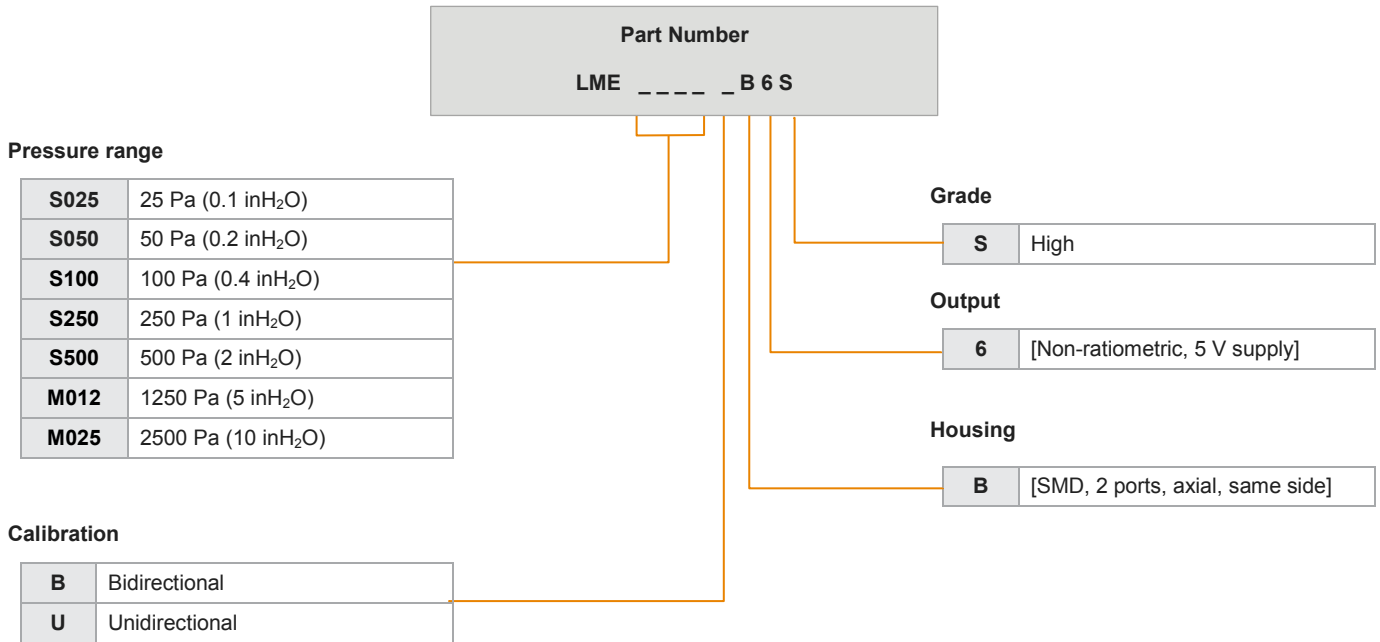 Part Number
LME _ _ _ _ _ B 6 S
Pressure range
S025 25 Pa (0.1 inH₂O)
S050 50 Pa (0.2 inH₂O)
S100 100 Pa (0.4 inH₂O)
S250 250 Pa (1 inH₂O)
S500 500 Pa (2 inH₂O)
M012 1250 Pa (5 inH₂O)
M025 2500 Pa (10 inH₂O)
Calibration
B Bidirectional
U Unidirectional
Grade
S High
Output
6 [Non-ratiometric, 5 V supply]
Housing
B [SMD, 2 ports, axial, same side]